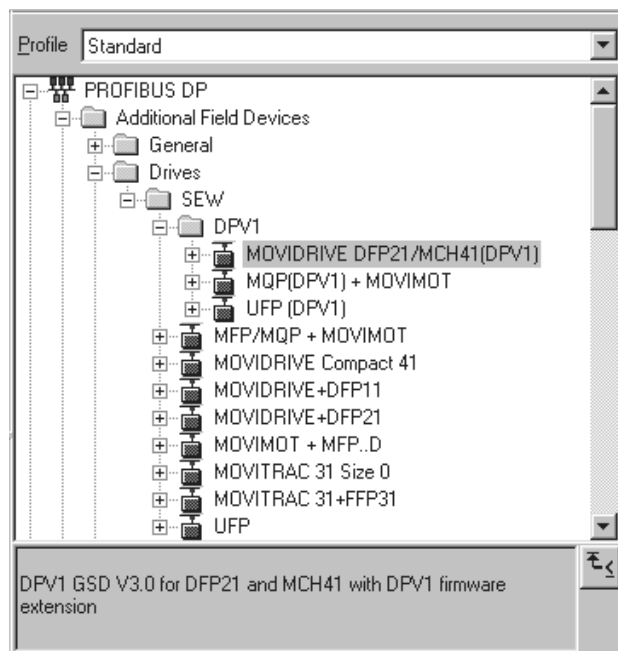 Profile Standard
PROFIBUS DP
Additional Field Devices
General
Drives
SEW
DPV1
MOVIDRIVE DFP21/MCH41(DPV1)
MQP(DPV1) + MOVIMOT
UFP (DPV1)
MFP/MQP + MOVIMOT
MOVIDRIVE Compact 41
MOVIDRIVE+DFP11
MOVIDRIVE+DFP21
MOVIMOT + MFP..D
MOVITRAC 31 Size 0
MOVITRAC 31+FFP31
UFP
DPV1 GSD V3.0 for DFP21 and MCH41 with DPV1 firmware
extension